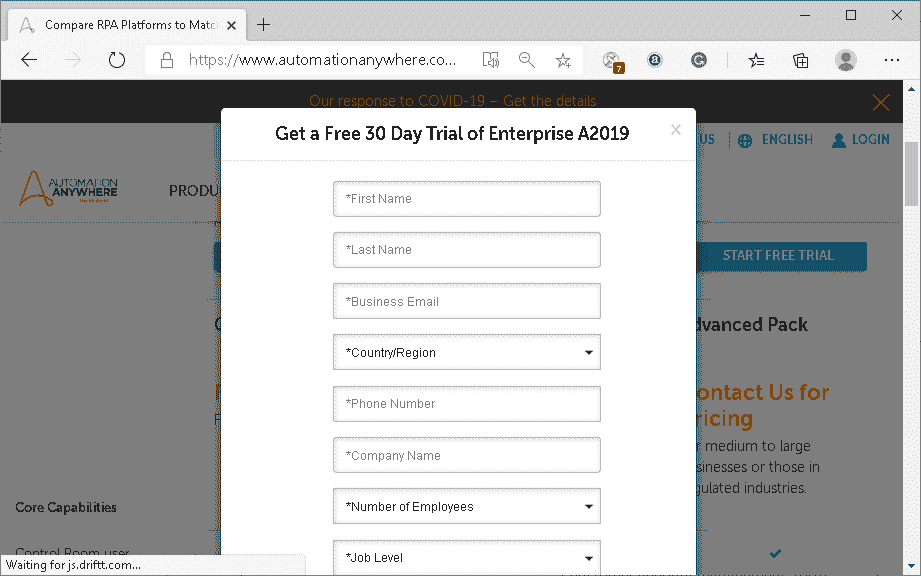 Compare RPA Platforms to Matc
https://www.automationanywhere.co...
7
Our response to COVID-19 – Get the details
Get a Free 30 Day Trial of Enterprise A2019
US
ENGLISH
LOGIN
AUTOMATION
ANYWHERE
PRODU
*First Name
*Last Name
START FREE TRIAL
*Business Email
dvanced Pack
*Country/Region
ontact Us for
ricing
*Phone Number
r medium to large
sinesses or those in
gulated industries.
*Company Name
Core Capabilities
*Number of Employees
Control Room user
*Job Level
Waiting for js.driftt.com...